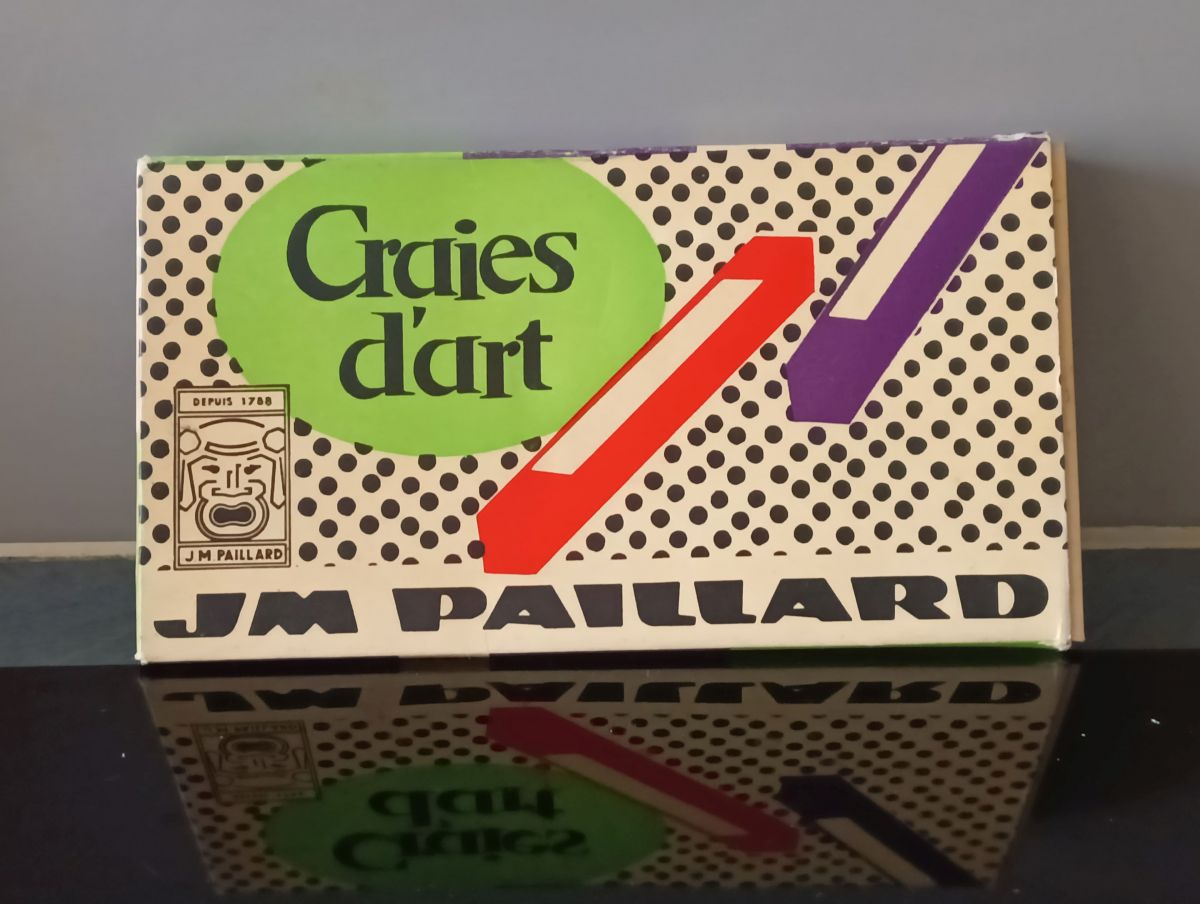 Craies
d'art
DEPUIS 1788
J M PAILLARD
JM PAILLARD